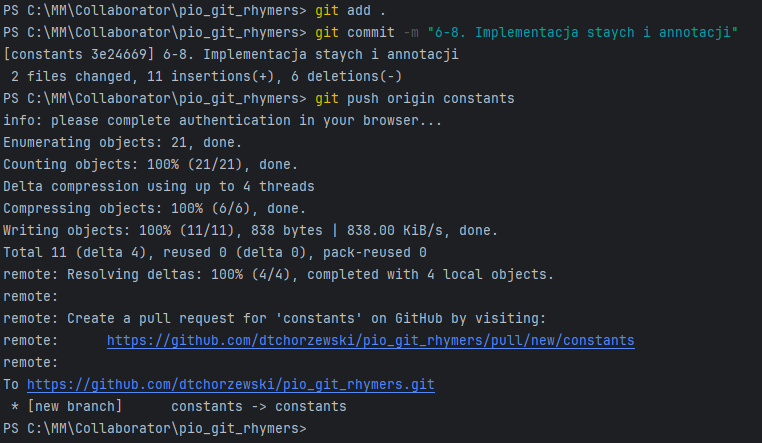 PS C:\MM\Collaborator\pio_git_rhymers> git add .
PS C:\MM\Collaborator\pio_git_rhymers> git commit -m "6-8. Implementacja staych i annotacji"
[constants 3e24669] 6-8. Implementacja staych i annotacji
 2 files changed, 11 insertions(+), 6 deletions(-)
PS C:\MM\Collaborator\pio_git_rhymers> git push origin constants
info: please complete authentication in your browser...
Enumerating objects: 21, done.
Counting objects: 100% (21/21), done.
Delta compression using up to 4 threads
Compressing objects: 100% (6/6), done.
Writing objects: 100% (11/11), 838 bytes | 838.00 KiB/s, done.
Total 11 (delta 4), reused 0 (delta 0), pack-reused 0
remote: Resolving deltas: 100% (4/4), completed with 4 local objects.
remote:
remote: Create a pull request for 'constants' on GitHub by visiting:
remote:      https://github.com/dtchorzewski/pio_git_rhymers/pull/new/constants
remote:
To https://github.com/dtchorzewski/pio_git_rhymers.git
 * [new branch]      constants -> constants
PS C:\MM\Collaborator\pio_git_rhymers>